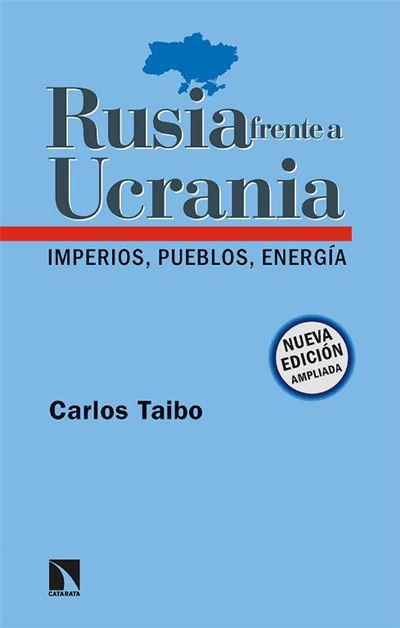 Rusia frente a
Ucrania
IMPERIOS, PUEBLOS, ENERGÍA
NUEVA
EDICIÓN
AMPLIADA
Carlos Taibo
CATARATA